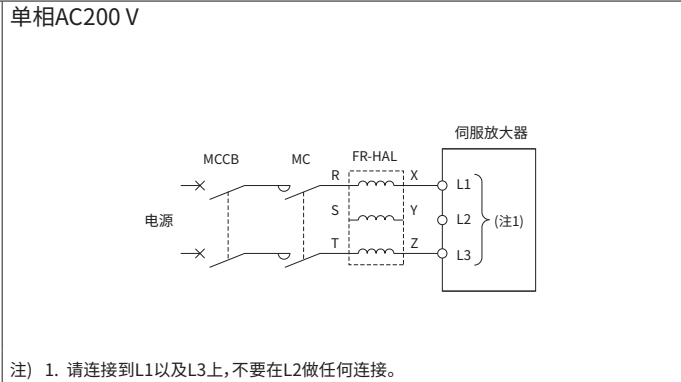 单相AC200 V
伺服放大器
MCCB MC FR-HAL
R X
L1
S Y
电源
L2 (注1)
T Z
L3
注) 1. 请连接到L1以及L3上,不要在L2做任何连接。